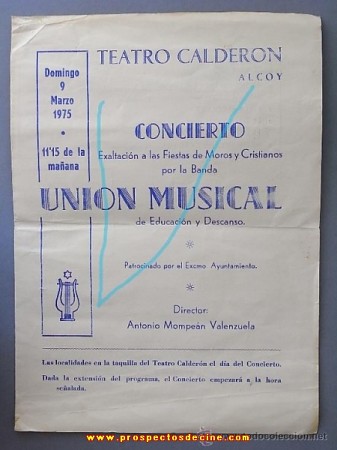 TEATRO CALDERON
ALCOY
Domingo
9
Marzo
1975
•
11'15 de la
mañana
CONCIERTO
Exaltación a las Fiestas de Moros y Cristianos
por la Banda
UNION MUSICAL
de Educación y Descanso.
Patrocinado por el Excmo Ayuntamiento.
Director:
Antonio Mompeán Valenzuela
Las localidades en la taquilla del Teatro Calderón el día del Concierto.
Dada la extensión del programa, el Concierto empezará a la hora
señalada.
www.prospectosdecine.com
todocoleccion.net